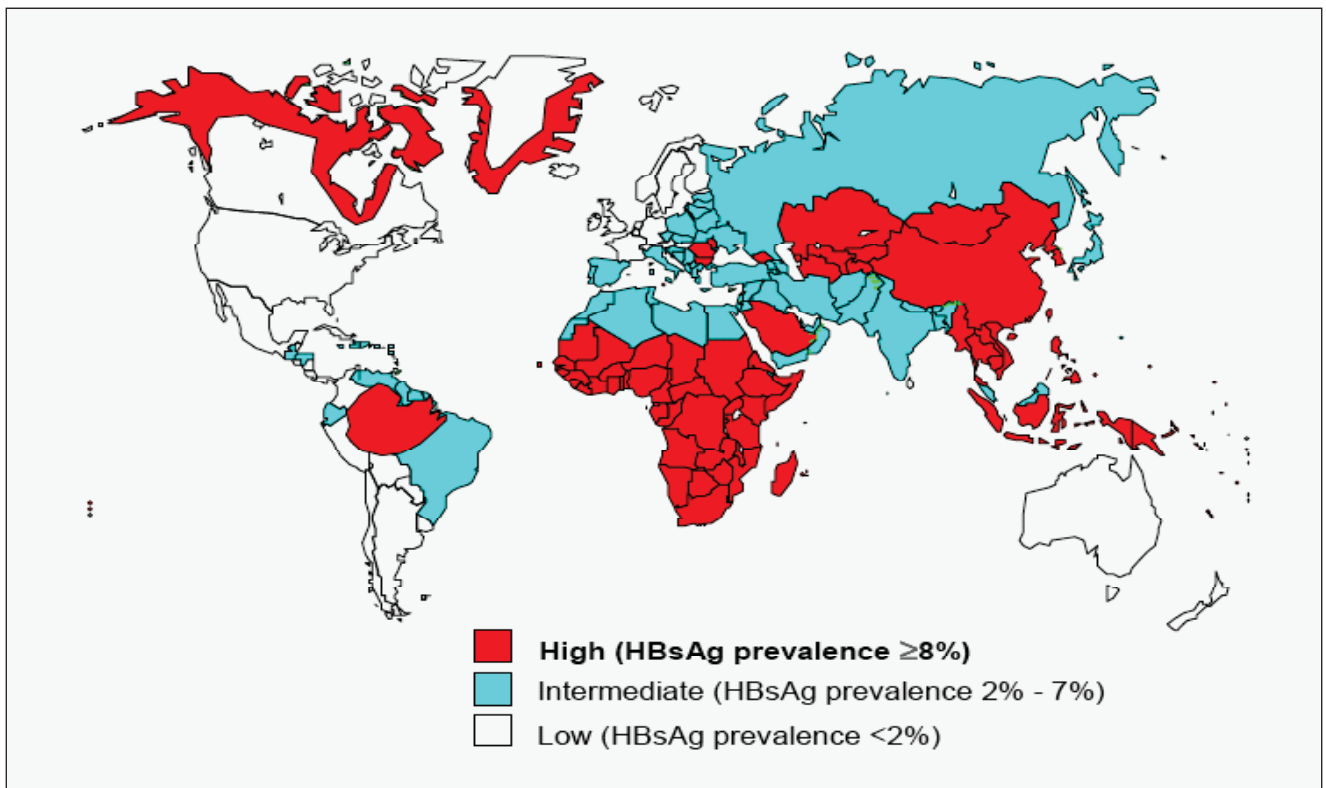 High (HBsAg prevalence ≥8%)
Intermediate (HBsAg prevalence 2% - 7%)
Low (HBsAg prevalence <2%)